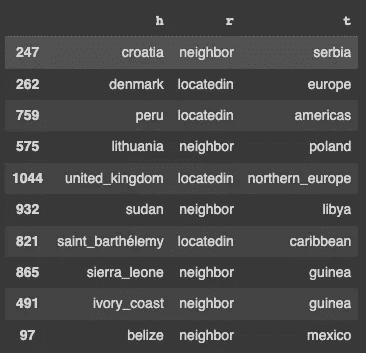 h r t
247 croatia neighbor serbia
262 denmark locatedin europe
759 peru locatedin americas
575 lithuania neighbor poland
1044 united_kingdom locatedin northern_europe
932 sudan neighbor libya
821 saint_barthélemy locatedin caribbean
865 sierra_leone neighbor guinea
491 ivory_coast neighbor guinea
97 belize neighbor mexico